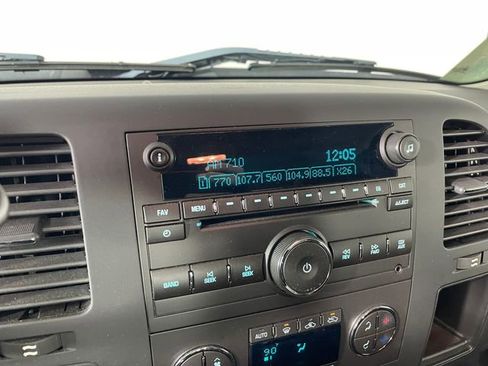 AM 710
12:05
1 770 107.7 560 104.9 88.5 X26
FAV MENU CAT EJECT
BAND SEEK SEEK REV FWD AUX
AUTO
90